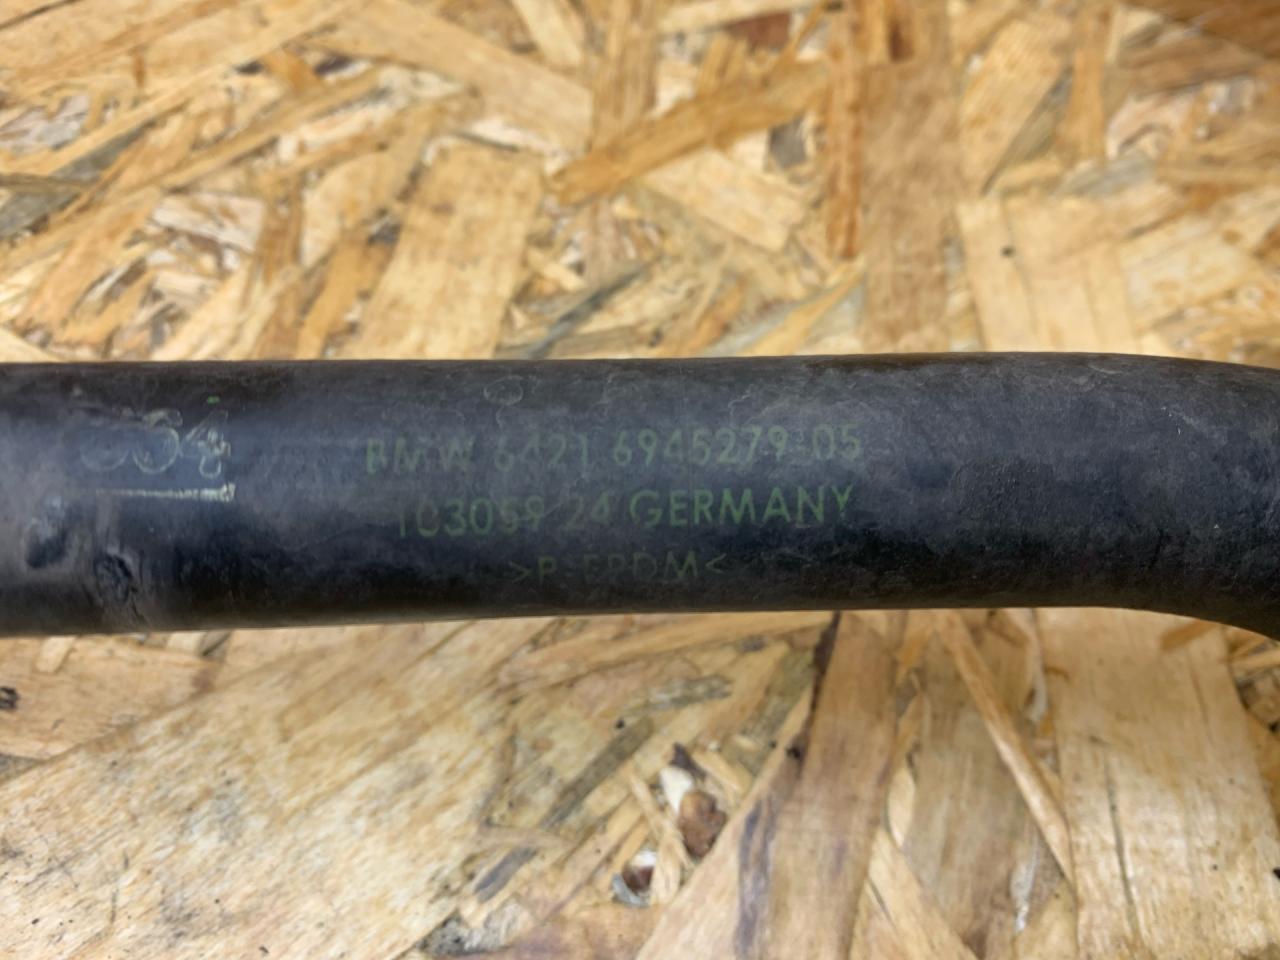 BMW 6421 6945279-05
103059 24 GERMANY
>P-EPDM<